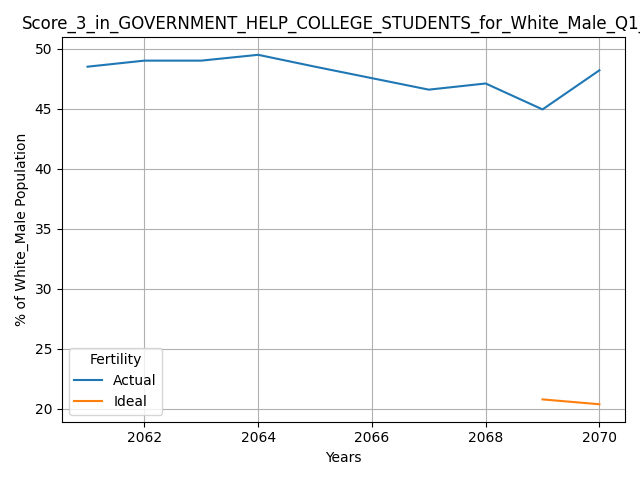 Score_3_in_GOVERNMENT_HELP_COLLEGE_STUDENTS_for_White_Male_Q1_
% of White_Male Population
50
45
40
35
30
25
20
Fertility
Actual
Ideal
2062 2064 2066 2068 2070
Years